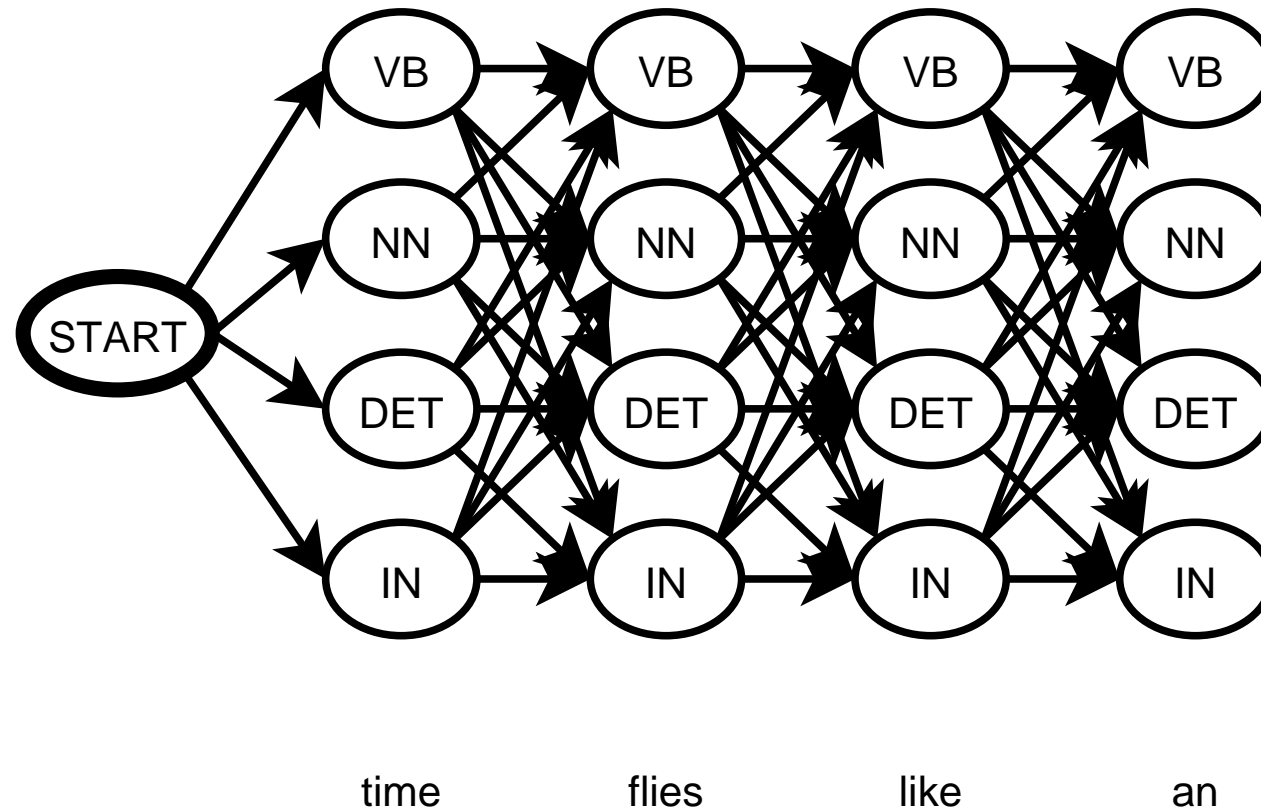 VB VB VB VB
NN NN NN NN
START
DET DET DET DET
IN IN IN IN
time flies like an